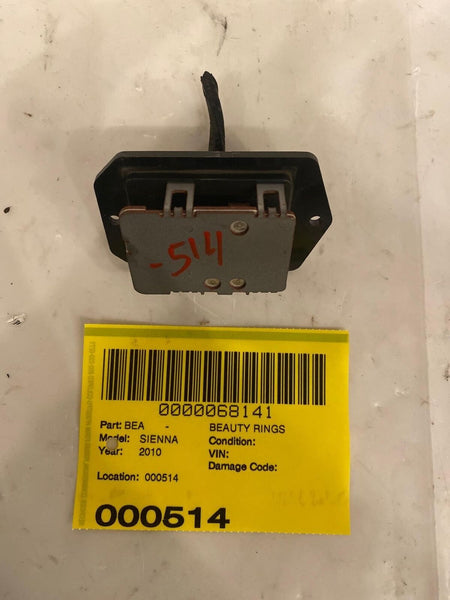 -514
0000068141
Part: BEA - BEAUTY RINGS
Model: SIENNA Condition:
Year: 2010 VIN:
Damage Code:
Location: 000514
000514